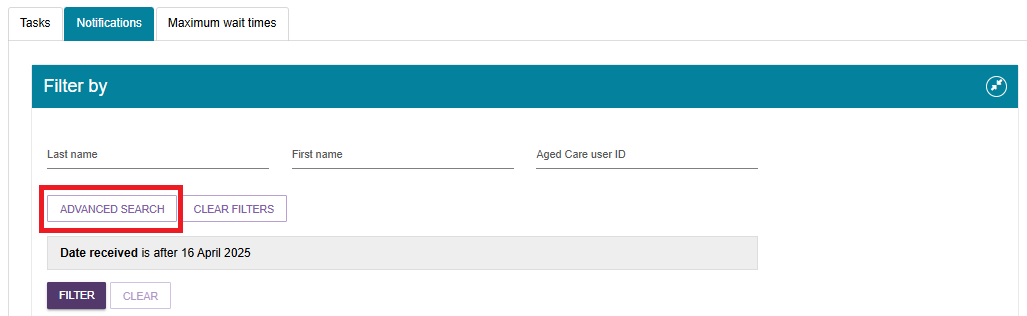 Tasks Notifications Maximum wait times
Filter by
Last name First name Aged Care user ID
ADVANCED SEARCH CLEAR FILTERS
Date received is after 16 April 2025
FILTER CLEAR